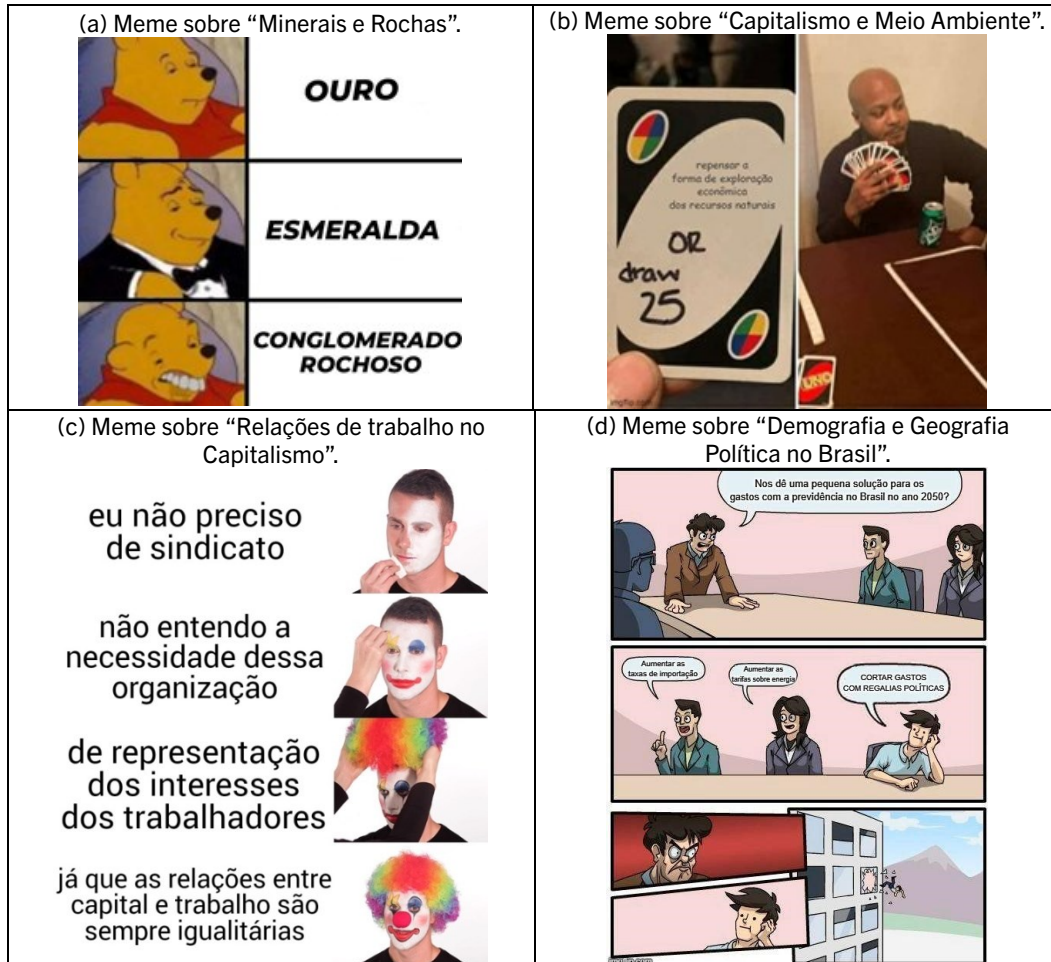 (a) Meme sobre “Minerais e Rochas”.
OURO
ESMERALDA
CONGLOMERADO
ROCHOSO
(b) Meme sobre “Capitalismo e Meio Ambiente”.
repensar a
forma de exploração
econômica
dos recursos naturais
OR
draw
25
UNO
imgflip.com
(c) Meme sobre “Relações de trabalho no
Capitalismo”.
eu não preciso
de sindicato
não entendo a
necessidade dessa
organização
de representação
dos interesses
dos trabalhadores
já que as relações entre
capital e trabalho são
sempre igualitárias
(d) Meme sobre “Demografia e Geografia
Política no Brasil”.
Nos dê uma pequena solução para os
gastos com a previdência no Brasil no ano 2050?
Aumentar as
taxas de importação
Aumentar as
tarifas sobre energia
CORTAR GASTOS
COM REGALIAS POLÍTICAS